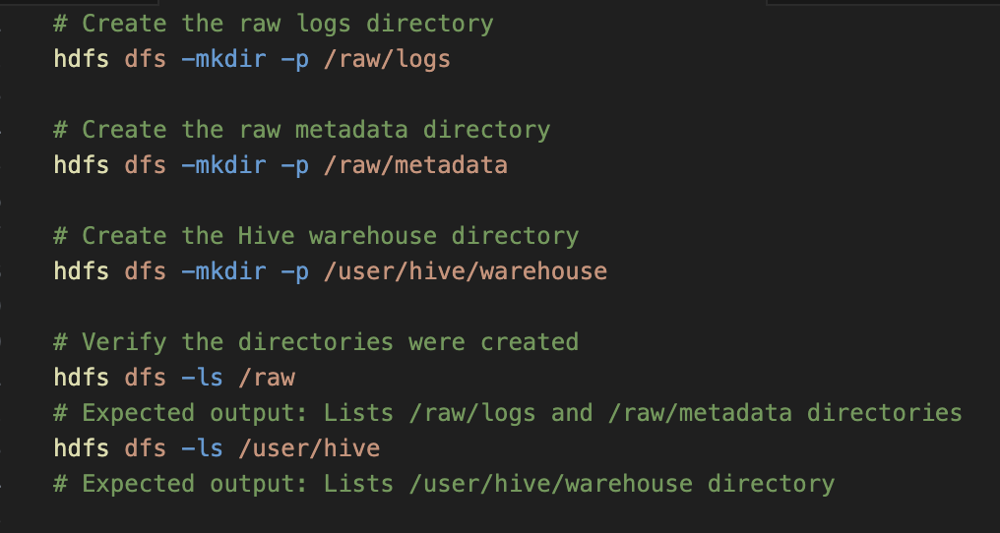 # Create the raw logs directory
hdfs dfs -mkdir -p /raw/logs
# Create the raw metadata directory
hdfs dfs -mkdir -p /raw/metadata
# Create the Hive warehouse directory
hdfs dfs -mkdir -p /user/hive/warehouse
# Verify the directories were created
hdfs dfs -ls /raw
# Expected output: Lists /raw/logs and /raw/metadata directories
hdfs dfs -ls /user/hive
# Expected output: Lists /user/hive/warehouse directory